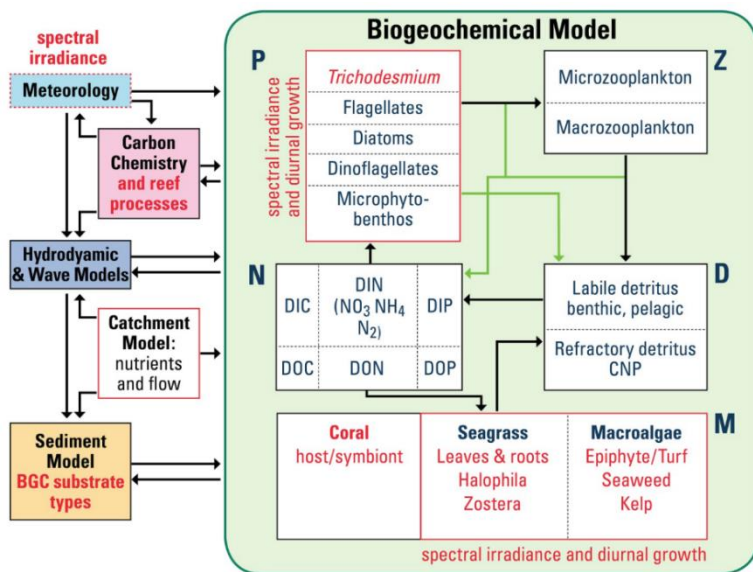 spectral
irradiance
Meteorology
Carbon
Chemistry
and reef
processes
Hydrodyamic
& Wave Models
Catchment
Model:
nutrients
and flow
Sediment
Model
BGC substrate
types
Biogeochemical Model
P
spectral irradiance
and diurnal growth
Trichodesmium
Flagellates
Diatoms
Dinoflagellates
Microphyto-
benthos
Z
Microzooplankton
Macrozooplankton
N
DIC
DIN
(NO3 NH4
N2)
DIP
DOC
DON
DOP
D
Labile detritus
benthic, pelagic
Refractory detritus
CNP
M
Coral
host/symbiont
Seagrass
Leaves & roots
Halophila
Zostera
Macroalgae
Epiphyte/Turf
Seaweed
Kelp
spectral irradiance and diurnal growth